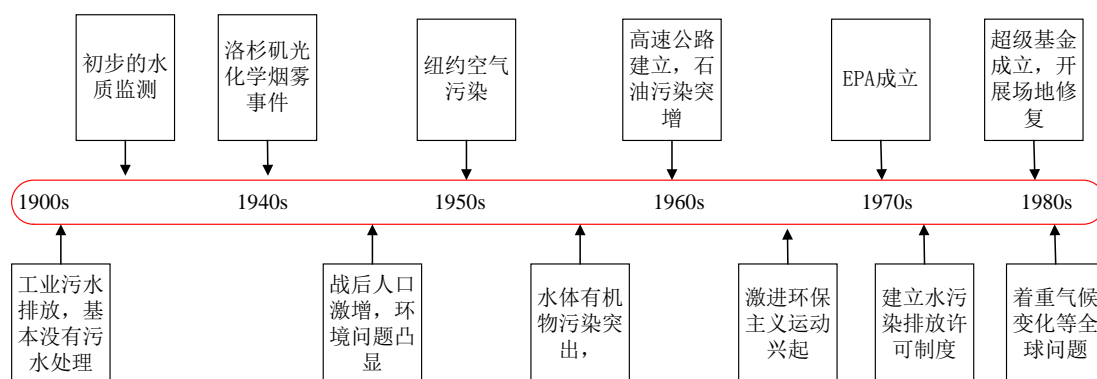 初步的水
质监测
洛杉矶光
化学烟雾
事件
纽约空气
污染
高速公路
建立，石
油污染突
增
EPA成立
超级基金
成立，开
展场地修
复
1900s
1940s
1950s
1960s
1970s
1980s
工业污水
排放，基
本没有污
水处理
战后人口
激增，环
境问题凸
显
水体有机
物污染突
出，
激进环保
主义运动
兴起
建立水污
染排放许
可制度
着重气候
变化等全
球问题